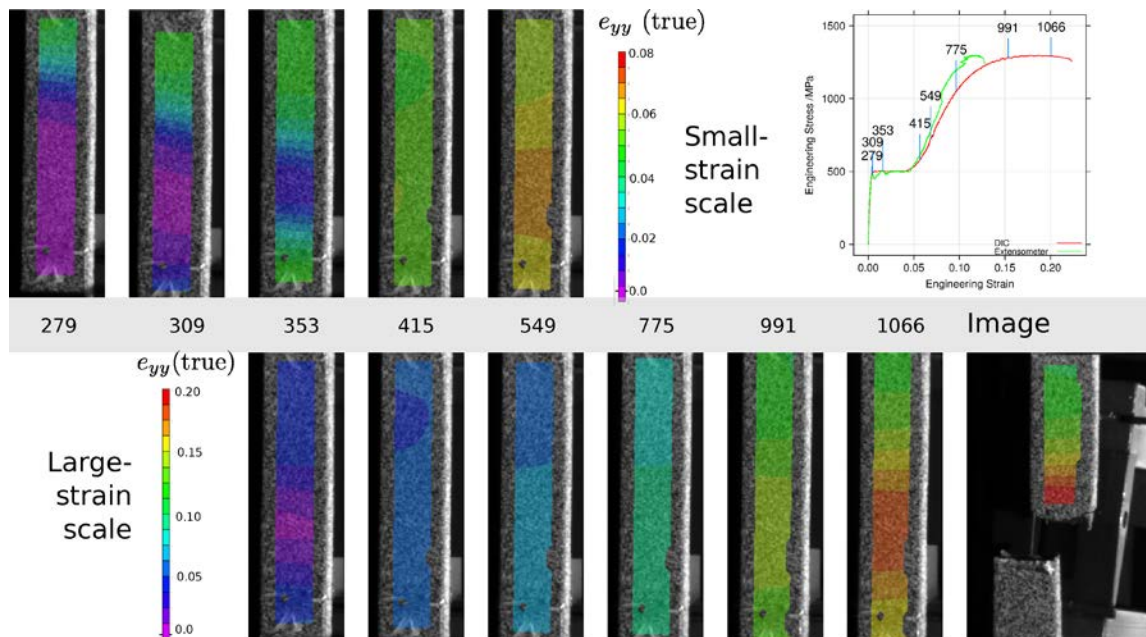 e_yy (true)
0.08
0.06
0.04
0.02
0.0
Small-
strain
scale
Engineering Stress /MPa
1500
1000
500
0
991
1066
775
549
415
353
309
279
DIC
Extensometer
0.00
0.05
0.10
0.15
0.20
Engineering Strain
279
309
353
415
549
775
991
1066
Image
e_yy (true)
0.20
0.15
0.10
0.05
0.0
Large-
strain
scale